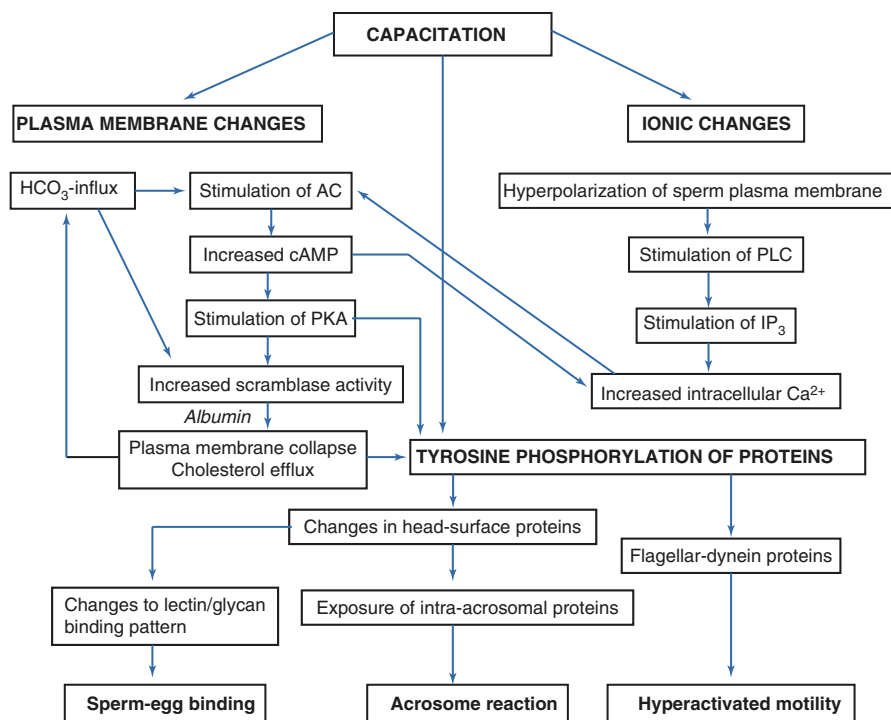 CAPACITATION
PLASMA MEMBRANE CHANGES
IONIC CHANGES
HCO₃-influx
Stimulation of AC
Hyperpolarization of sperm plasma membrane
Increased cAMP
Stimulation of PLC
Stimulation of PKA
Stimulation of IP₃
Increased scramblase activity
Increased intracellular Ca²⁺
Albumin
Plasma membrane collapse
Cholesterol efflux
TYROSINE PHOSPHORYLATION OF PROTEINS
Changes in head-surface proteins
Flagellar-dynein proteins
Changes to lectin/glycan
binding pattern
Exposure of intra-acrosomal proteins
Sperm-egg binding
Acrosome reaction
Hyperactivated motility